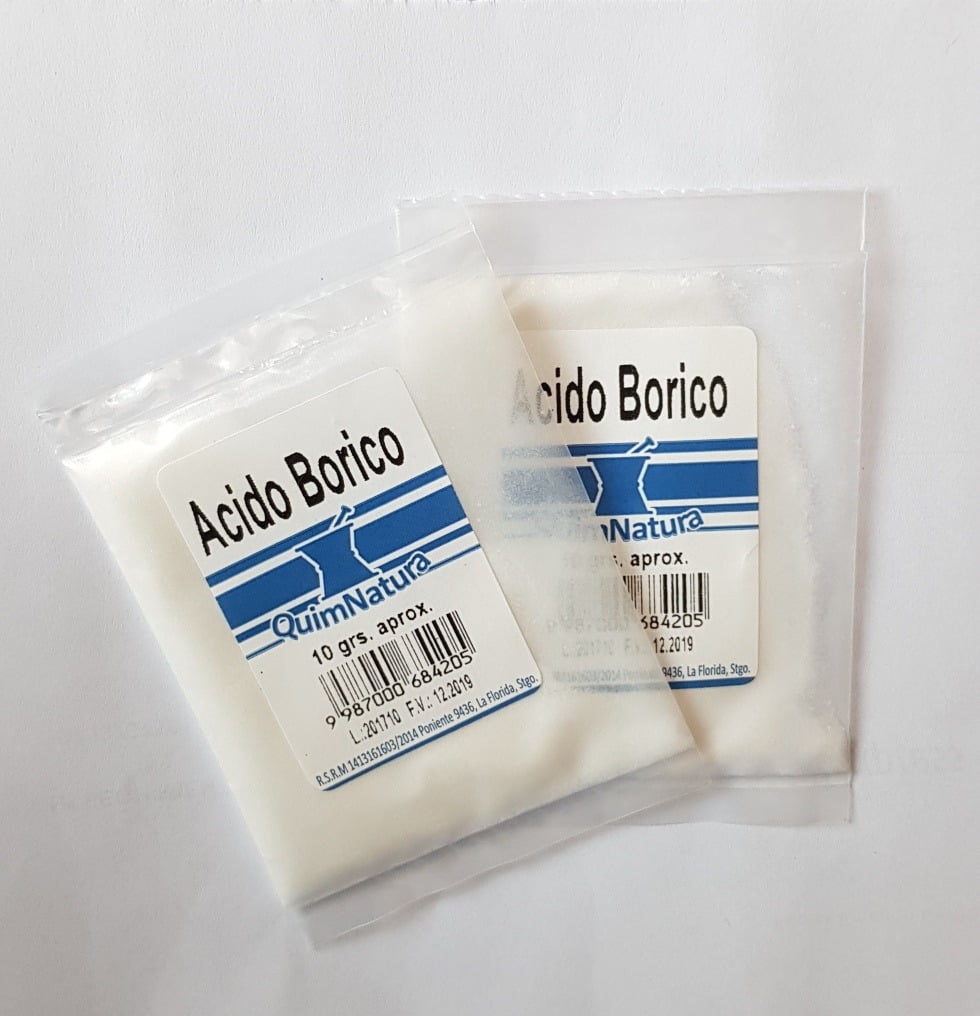 Acido Borico
QuimNatura
10 grs. aprox.
9 987000 684205
L.:201710 F.V.: 12.2019
R.S.R.M 1413161603/2014 Poniente 9436, La Florida, Stgo.
Acido Borico
QuimNatura
grs. aprox.
684205
L.:201710 F.V.: 12.2019
9436, La Florida, Stgo.